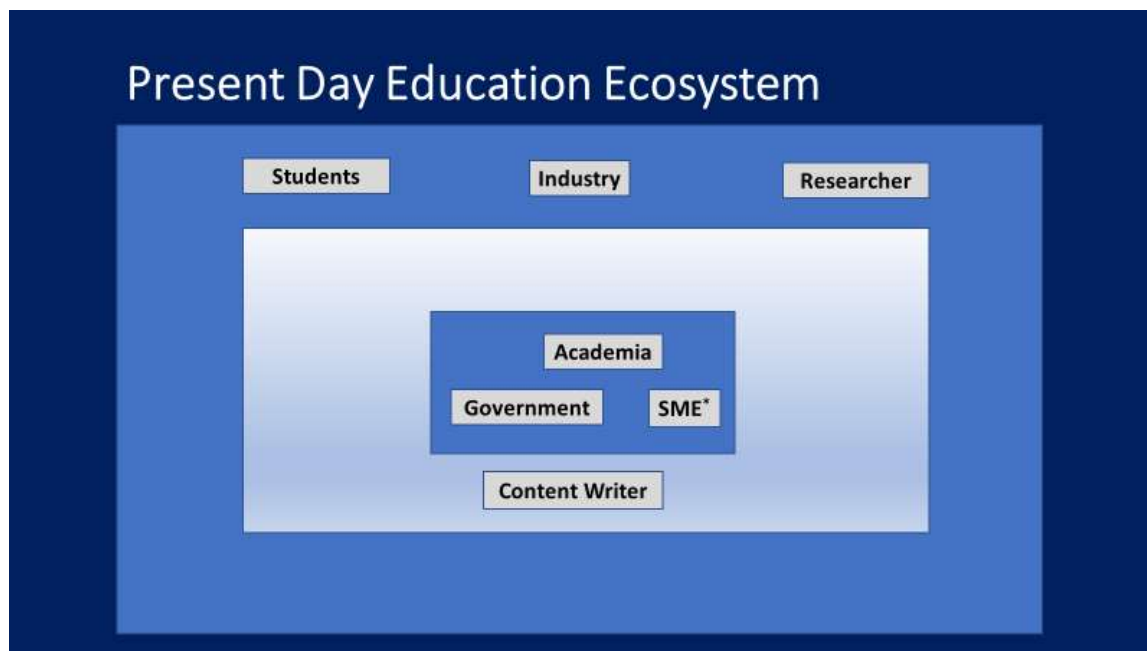 Present Day Education Ecosystem
Students
Industry
Researcher
Academia
Government
SME*
Content Writer